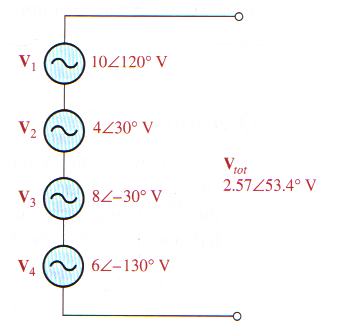 V₁ 10∠120° V
V₂ 4∠30° V
V₃ 8∠–30° V
V₄ 6∠–130° V
Vₜₒₜ
2.57∠53.4° V